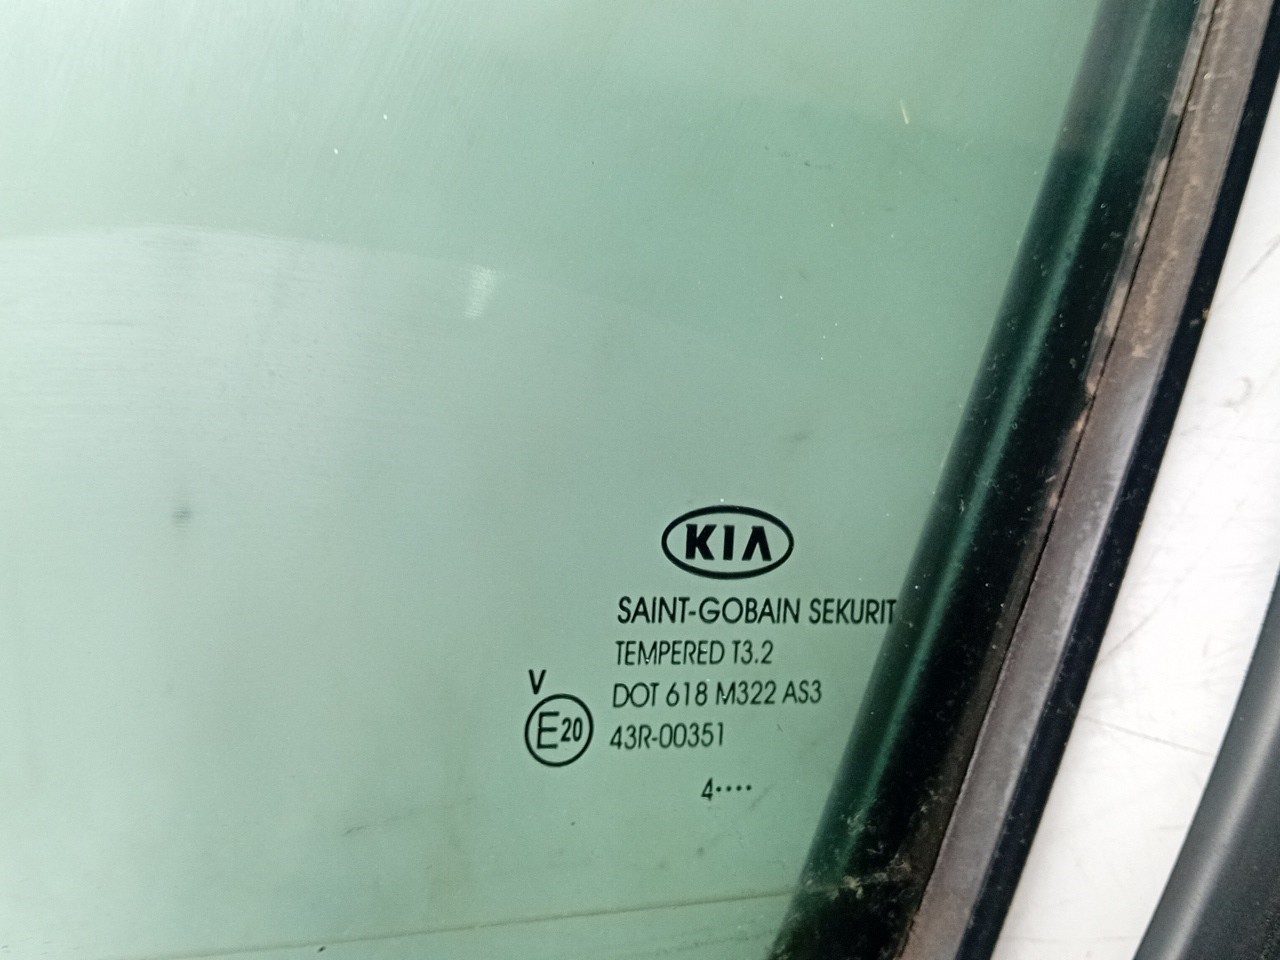 KIA
SAINT-GOBAIN SEKURIT
TEMPERED T3.2
DOT 618 M322 AS3
V
E20 43R-00351
4····